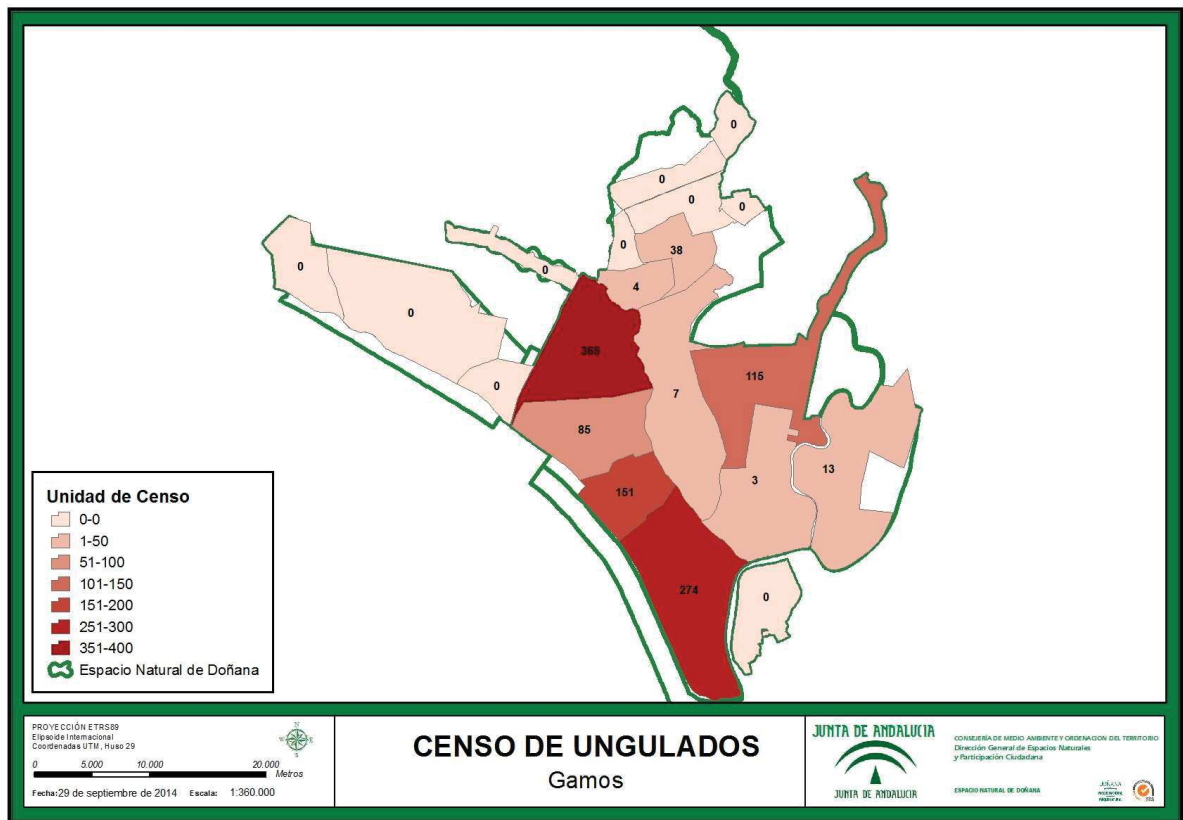 0
0
0
0
0
38
0
4
0
0
368
7
115
0
85
13
151
3
274
0
Unidad de Censo
0-0
1-50
51-100
101-150
151-200
251-300
351-400
Espacio Natural de Doñana
PROYECCIÓN ETRS89
Elipsoide Internacional
Coordenadas UTM, Huso 29
N
W E
S
0 5.000 10.000 20.000
Metros
Fecha:29 de septiembre de 2014 Escala: 1:360.000
CENSO DE UNGULADOS
Gamos
JUNTA DE ANDALUCIA
JUNTA DE ANDALUCIA
CONSEJERÍA DE MEDIO AMBIENTE Y ORDENACION DEL TERRITORIO
Dirección General de Espacios Naturales
y Participación Ciudadana
ESPACIO NATURAL DE DOÑANA